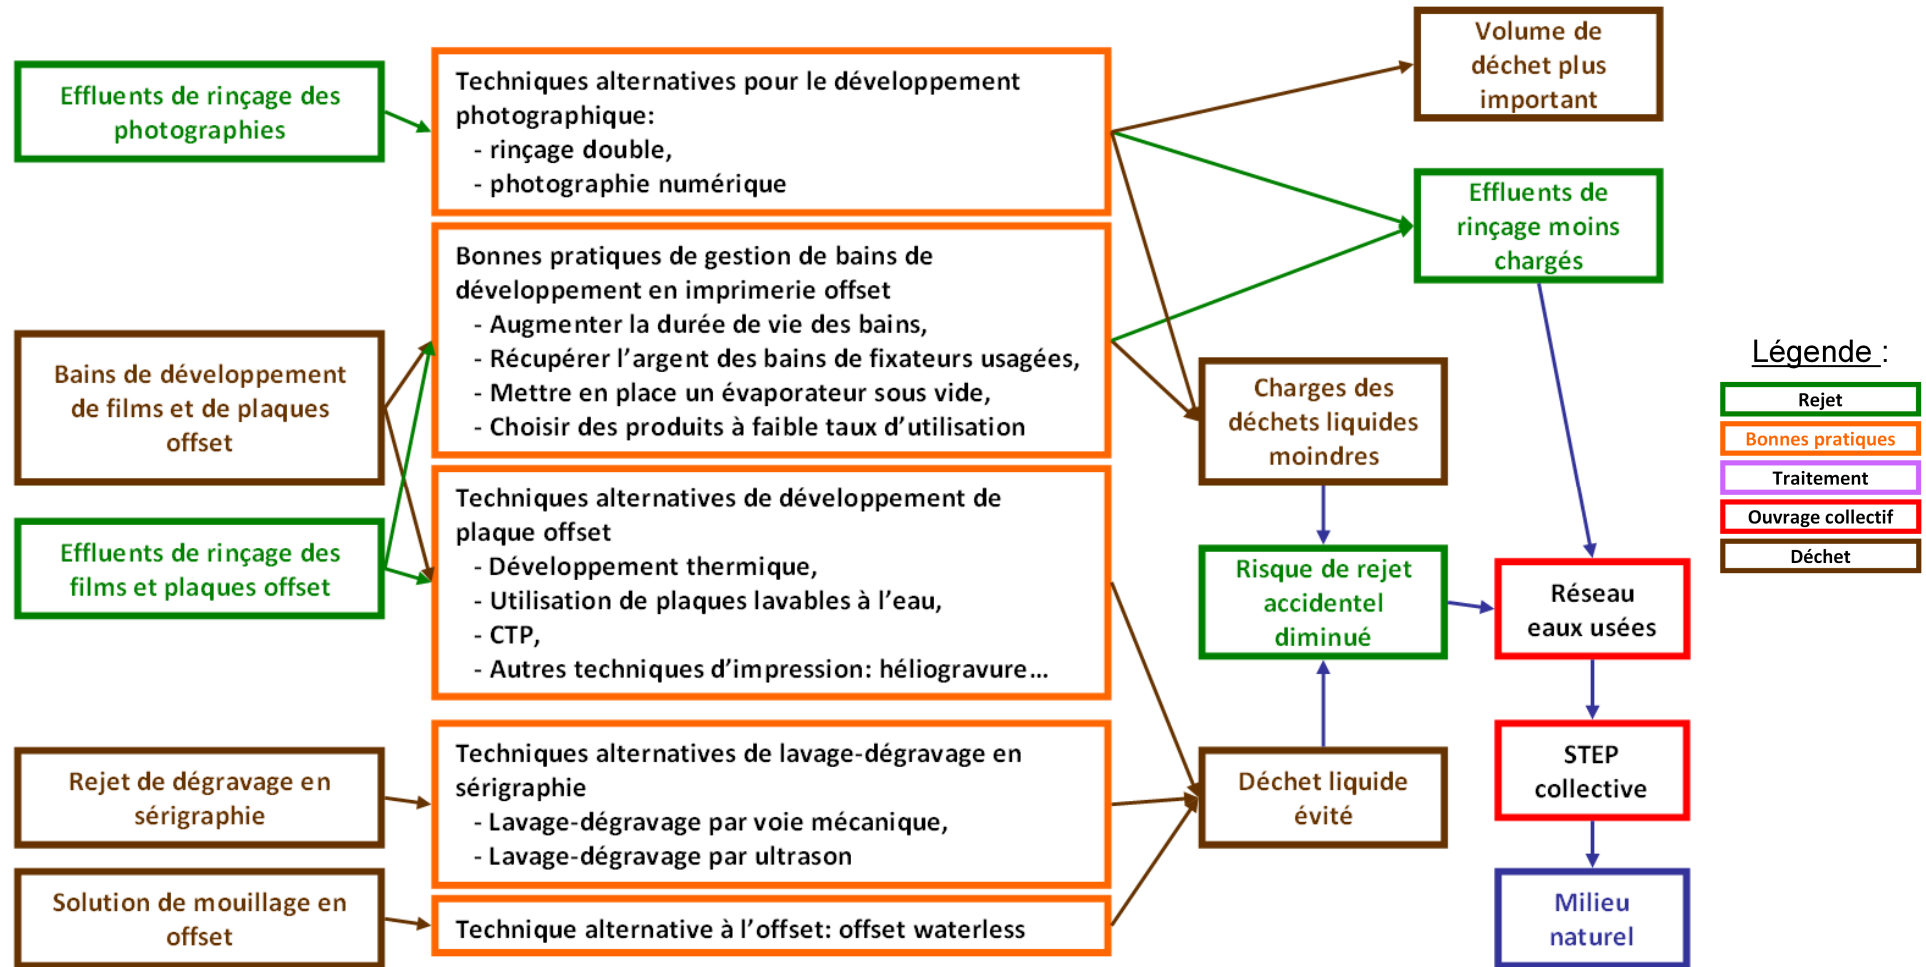 Effluents de rinçage des
photographies
Bains de développement
de films et de plaques
offset
Effluents de rinçage des
films et plaques offset
Rejet de dégravage en
sérigraphie
Solution de mouillage en
offset
Techniques alternatives pour le développement
photographique:
- rinçage double,
- photographie numérique
Bonnes pratiques de gestion de bains de
développement en imprimerie offset
- Augmenter la durée de vie des bains,
- Récupérer l’argent des bains de fixateurs usagées,
- Mettre en place un évaporateur sous vide,
- Choisir des produits à faible taux d’utilisation
Techniques alternatives de développement de
plaque offset
- Développement thermique,
- Utilisation de plaques lavables à l’eau,
- CTP,
- Autres techniques d’impression: héliogravure...
Techniques alternatives de lavage-dégravage en
sérigraphie
- Lavage-dégravage par voie mécanique,
- Lavage-dégravage par ultrason
Technique alternative à l’offset: offset waterless
Volume de
déchet plus
important
Effluents de
rinçage moins
chargés
Charges des
déchets liquides
moindres
Risque de rejet
accidentel
diminué
Déchet liquide
évité
Réseau
eaux usées
STEP
collective
Milieu
naturel
Légende :
Rejet
Bonnes pratiques
Traitement
Ouvrage collectif
Déchet